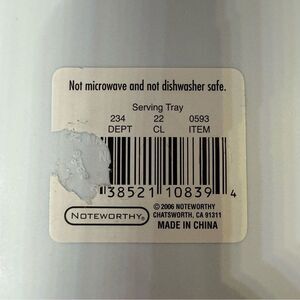 Not microwave and not dishwasher safe.
Serving Tray
234 22 0593
DEPT CL ITEM
38521 10839 4
NOTEWORTHY®
© 2006 NOTEWORTHY
CHATSWORTH, CA 91311
MADE IN CHINA